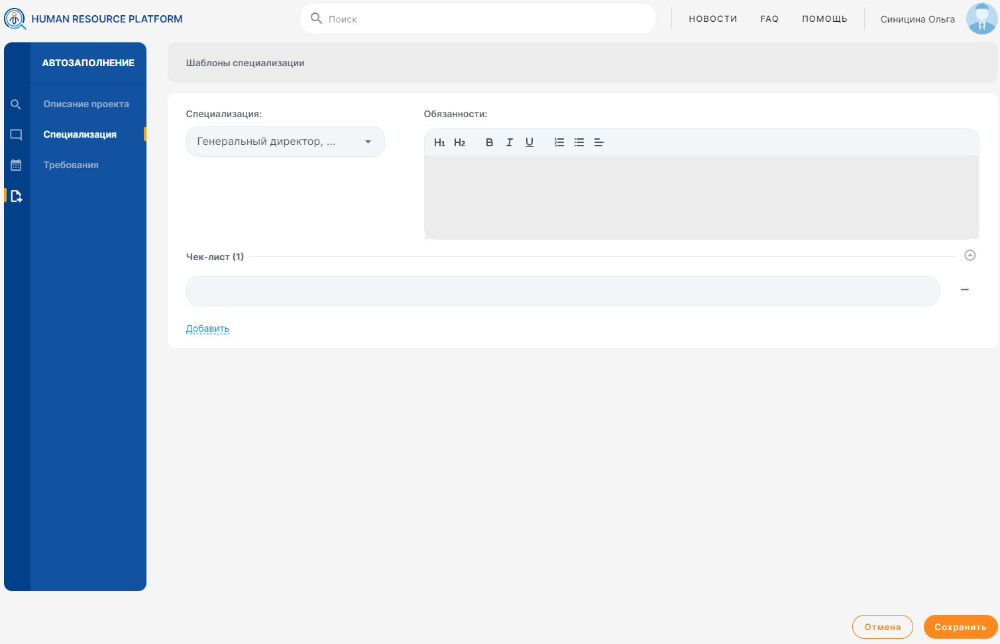 HUMAN RESOURCE PLATFORM
Поиск
НОВОСТИ
FAQ
ПОМОЩЬ
Синицина Ольга
АВТОЗАПОЛНЕНИЕ
Описание проекта
Специализация
Требования
Шаблоны специализации
Специализация:
Генеральный директор, ...
Обязанности:
H1 H2 B I U
Чек-лист (1)
Добавить
Отмена
Сохранить